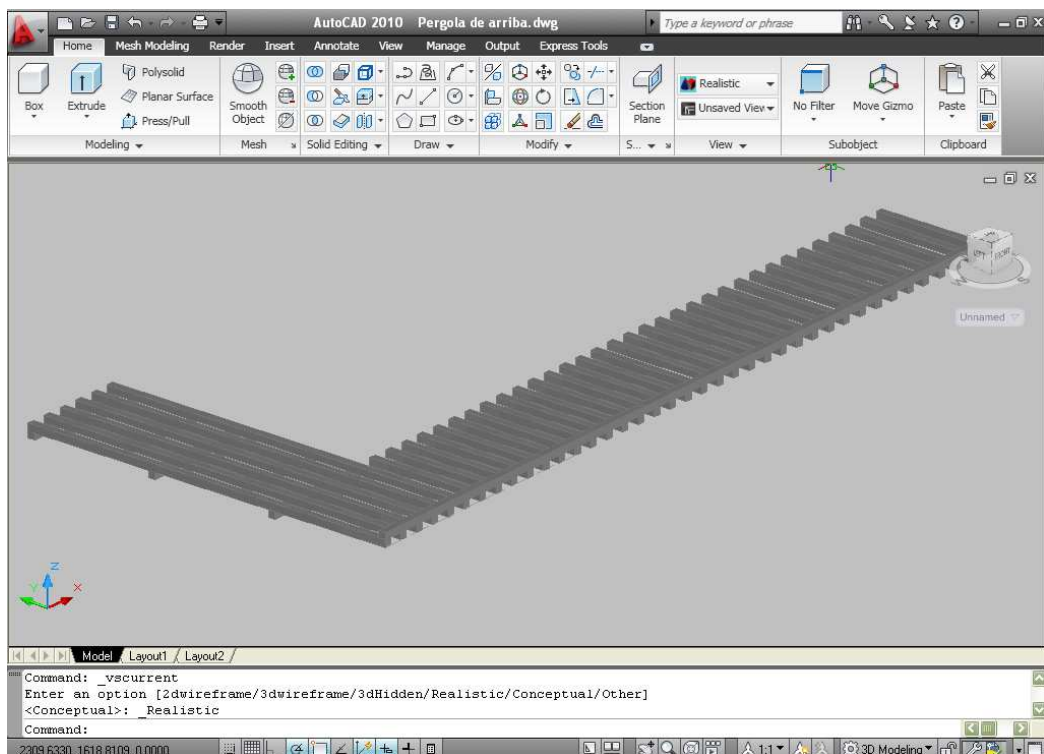 AutoCAD 2010 Pergola de arriba.dwg Type a keyword or phrase
Home Mesh Modeling Render Insert Annotate View Manage Output Express Tools
Polysolid
Planar Surface
Press/Pull
Box Extrude
Smooth Object
Section Plane
Realistic
Unsaved View
No Filter Move Gizmo Paste
Modeling Mesh Solid Editing Draw Modify S... View Subobject Clipboard
Unnamed
Z
Y X
Model Layout1 Layout2
Command: _vscurrent
Enter an option [2dwireframe/3dwireframe/3dHidden/Realistic/Conceptual/Other]
<Conceptual>: _Realistic
Command:
2309.6330, 1618.8109, 0.0000 1:1 3D Modeling